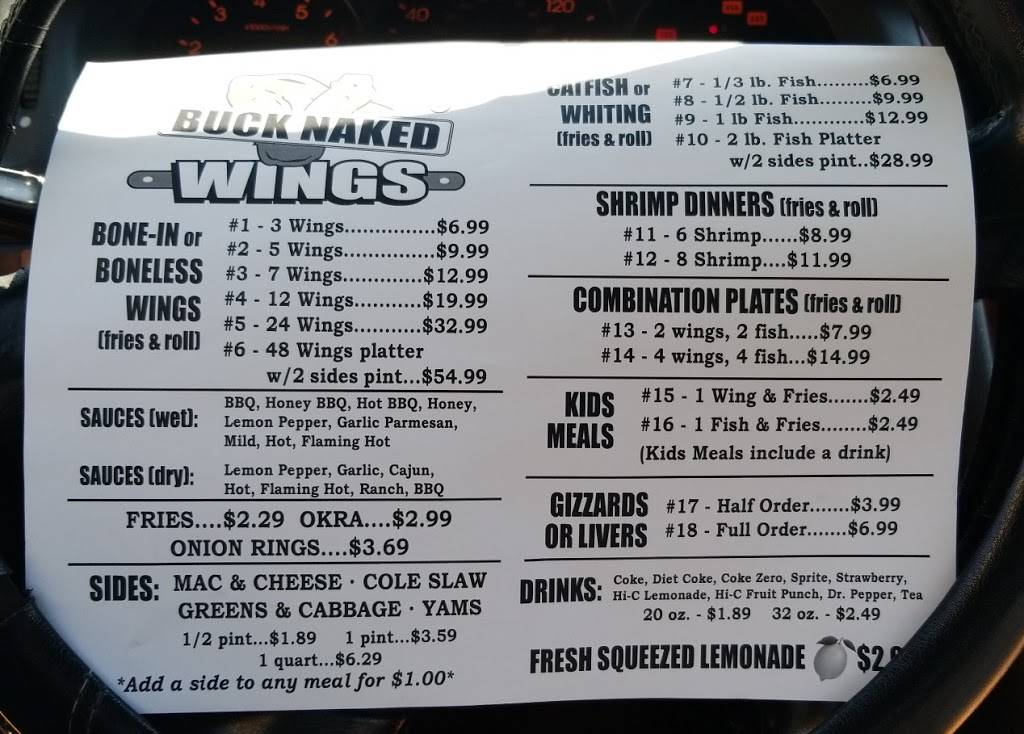 3 4 5
2 6
40 120
BUCK NAKED
WINGS
BONE-IN or
BONELESS
WINGS
(fries & roll)
#1 - 3 Wings................$6.99
#2 - 5 Wings................$9.99
#3 - 7 Wings..............$12.99
#4 - 12 Wings............$19.99
#5 - 24 Wings............$32.99
#6 - 48 Wings platter
w/2 sides pint...$54.99
SAUCES (wet):
BBQ, Honey BBQ, Hot BBQ, Honey,
Lemon Pepper, Garlic Parmesan,
Mild, Hot, Flaming Hot
SAUCES (dry):
Lemon Pepper, Garlic, Cajun,
Hot, Flaming Hot, Ranch, BBQ
FRIES....$2.29 OKRA....$2.99
ONION RINGS....$3.69
SIDES: MAC & CHEESE · COLE SLAW
GREENS & CABBAGE · YAMS
1/2 pint...$1.89 1 pint...$3.59
1 quart...$6.29
*Add a side to any meal for $1.00*
CATFISH or
WHITING
(fries & roll)
#7 - 1/3 lb. Fish.........$6.99
#8 - 1/2 lb. Fish.........$9.99
#9 - 1 lb Fish............$12.99
#10 - 2 lb. Fish Platter
w/2 sides pint..$28.99
SHRIMP DINNERS (fries & roll)
#11 - 6 Shrimp......$8.99
#12 - 8 Shrimp....$11.99
COMBINATION PLATES (fries & roll)
#13 - 2 wings, 2 fish.....$7.99
#14 - 4 wings, 4 fish...$14.99
KIDS
MEALS
#15 - 1 Wing & Fries.......$2.49
#16 - 1 Fish & Fries........$2.49
(Kids Meals include a drink)
GIZZARDS
OR LIVERS
#17 - Half Order.......$3.99
#18 - Full Order.......$6.99
DRINKS: Coke, Diet Coke, Coke Zero, Sprite, Strawberry,
Hi-C Lemonade, Hi-C Fruit Punch, Dr. Pepper, Tea
20 oz. - $1.89 32 oz. - $2.49
FRESH SQUEEZED LEMONADE $2.